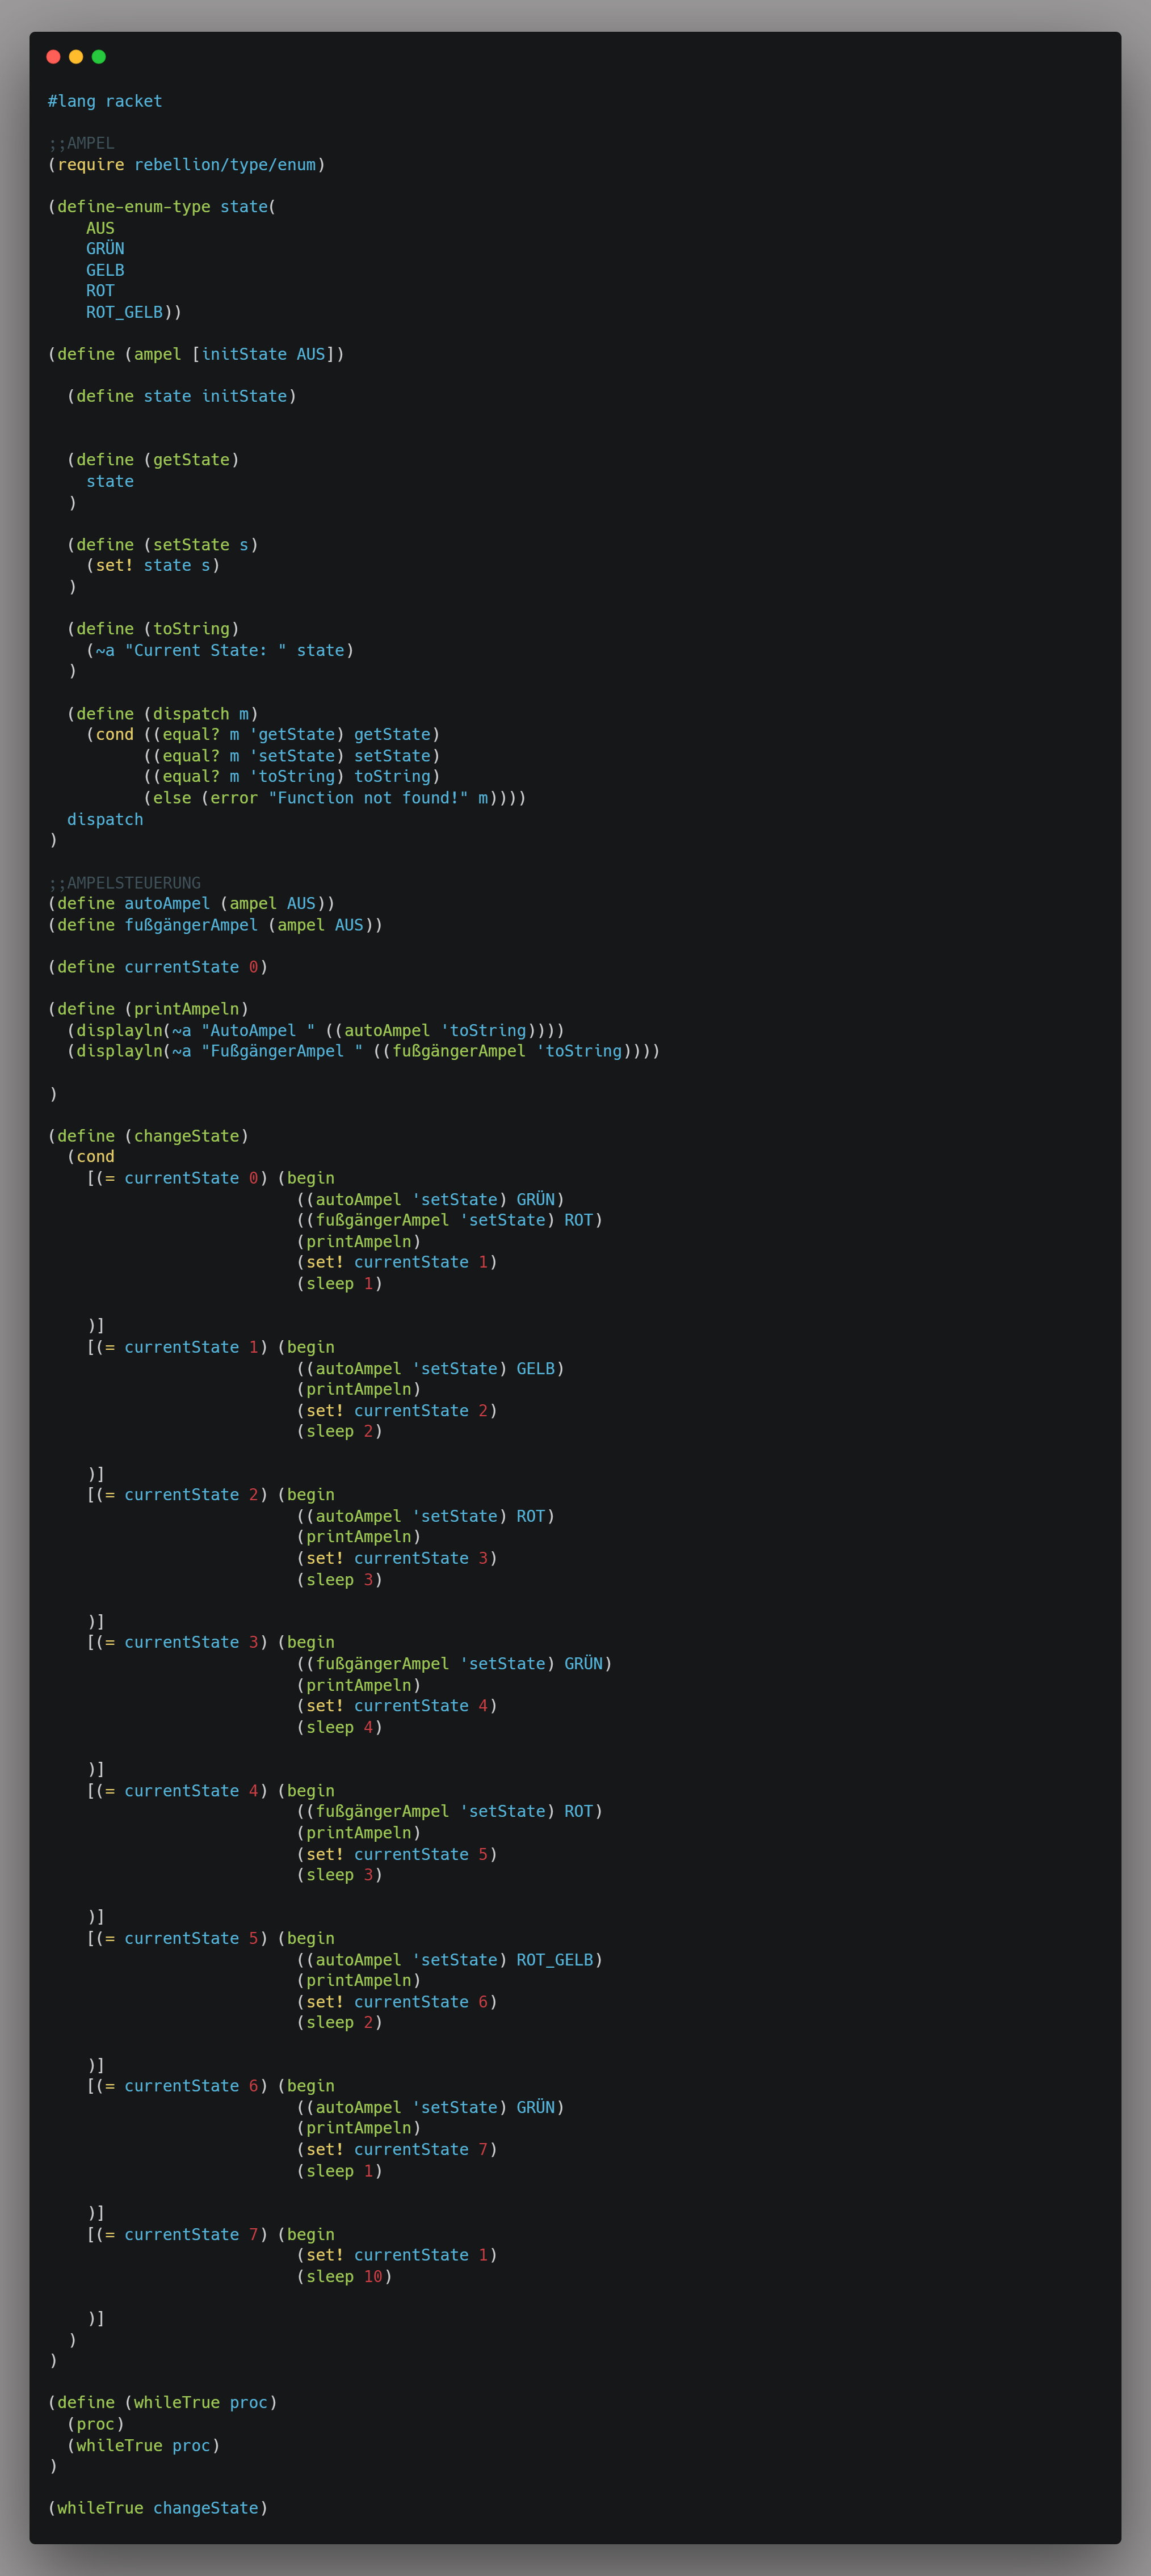 #lang racket
;;AMPEL
(require rebellion/type/enum)
(define-enum-type state(
    AUS
    GRÜN
    GELB
    ROT
    ROT_GELB))
(define (ampel [initState AUS])
  (define state initState)
  (define (getState)
    state
  )
  (define (setState s)
    (set! state s)
  )
  (define (toString)
    (~a "Current State: " state)
  )
  (define (dispatch m)
    (cond ((equal? m 'getState) getState)
          ((equal? m 'setState) setState)
          ((equal? m 'toString) toString)
          (else (error "Function not found!" m))))
  dispatch
)
;;AMPELSTEUERUNG
(define autoAmpel (ampel AUS))
(define fußgängerAmpel (ampel AUS))
(define currentState 0)
(define (printAmpeln)
  (displayln(~a "AutoAmpel " ((autoAmpel 'toString))))
  (displayln(~a "FußgängerAmpel " ((fußgängerAmpel 'toString))))
)
(define (changeState)
  (cond
    [(= currentState 0) (begin
                          ((autoAmpel 'setState) GRÜN)
                          ((fußgängerAmpel 'setState) ROT)
                          (printAmpeln)
                          (set! currentState 1)
                          (sleep 1)
    )]
    [(= currentState 1) (begin
                          ((autoAmpel 'setState) GELB)
                          (printAmpeln)
                          (set! currentState 2)
                          (sleep 2)
    )]
    [(= currentState 2) (begin
                          ((autoAmpel 'setState) ROT)
                          (printAmpeln)
                          (set! currentState 3)
                          (sleep 3)
    )]
    [(= currentState 3) (begin
                          ((fußgängerAmpel 'setState) GRÜN)
                          (printAmpeln)
                          (set! currentState 4)
                          (sleep 4)
    )]
    [(= currentState 4) (begin
                          ((fußgängerAmpel 'setState) ROT)
                          (printAmpeln)
                          (set! currentState 5)
                          (sleep 3)
    )]
    [(= currentState 5) (begin
                          ((autoAmpel 'setState) ROT_GELB)
                          (printAmpeln)
                          (set! currentState 6)
                          (sleep 2)
    )]
    [(= currentState 6) (begin
                          ((autoAmpel 'setState) GRÜN)
                          (printAmpeln)
                          (set! currentState 7)
                          (sleep 1)
    )]
    [(= currentState 7) (begin
                          (set! currentState 1)
                          (sleep 10)
    )]
  )
)
(define (whileTrue proc)
  (proc)
  (whileTrue proc)
)
(whileTrue changeState)